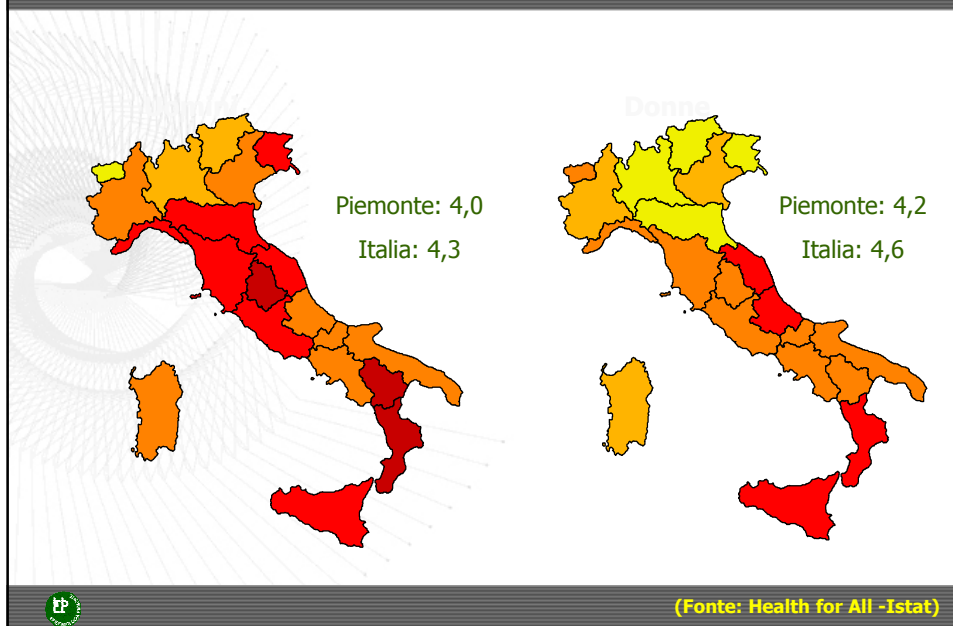 Donne
Piemonte: 4,0
Italia: 4,3
Piemonte: 4,2
Italia: 4,6
(Fonte: Health for All -Istat)